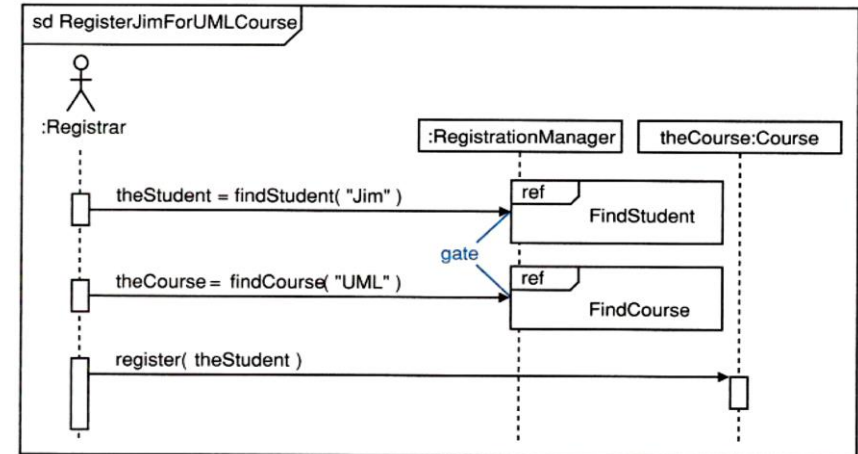 sd RegisterJimForUMLCourse
:Registrar
:RegistrationManager
theCourse:Course
theStudent = findStudent( "Jim" )
ref
FindStudent
gate
theCourse = findCourse( "UML" )
ref
FindCourse
register( theStudent )